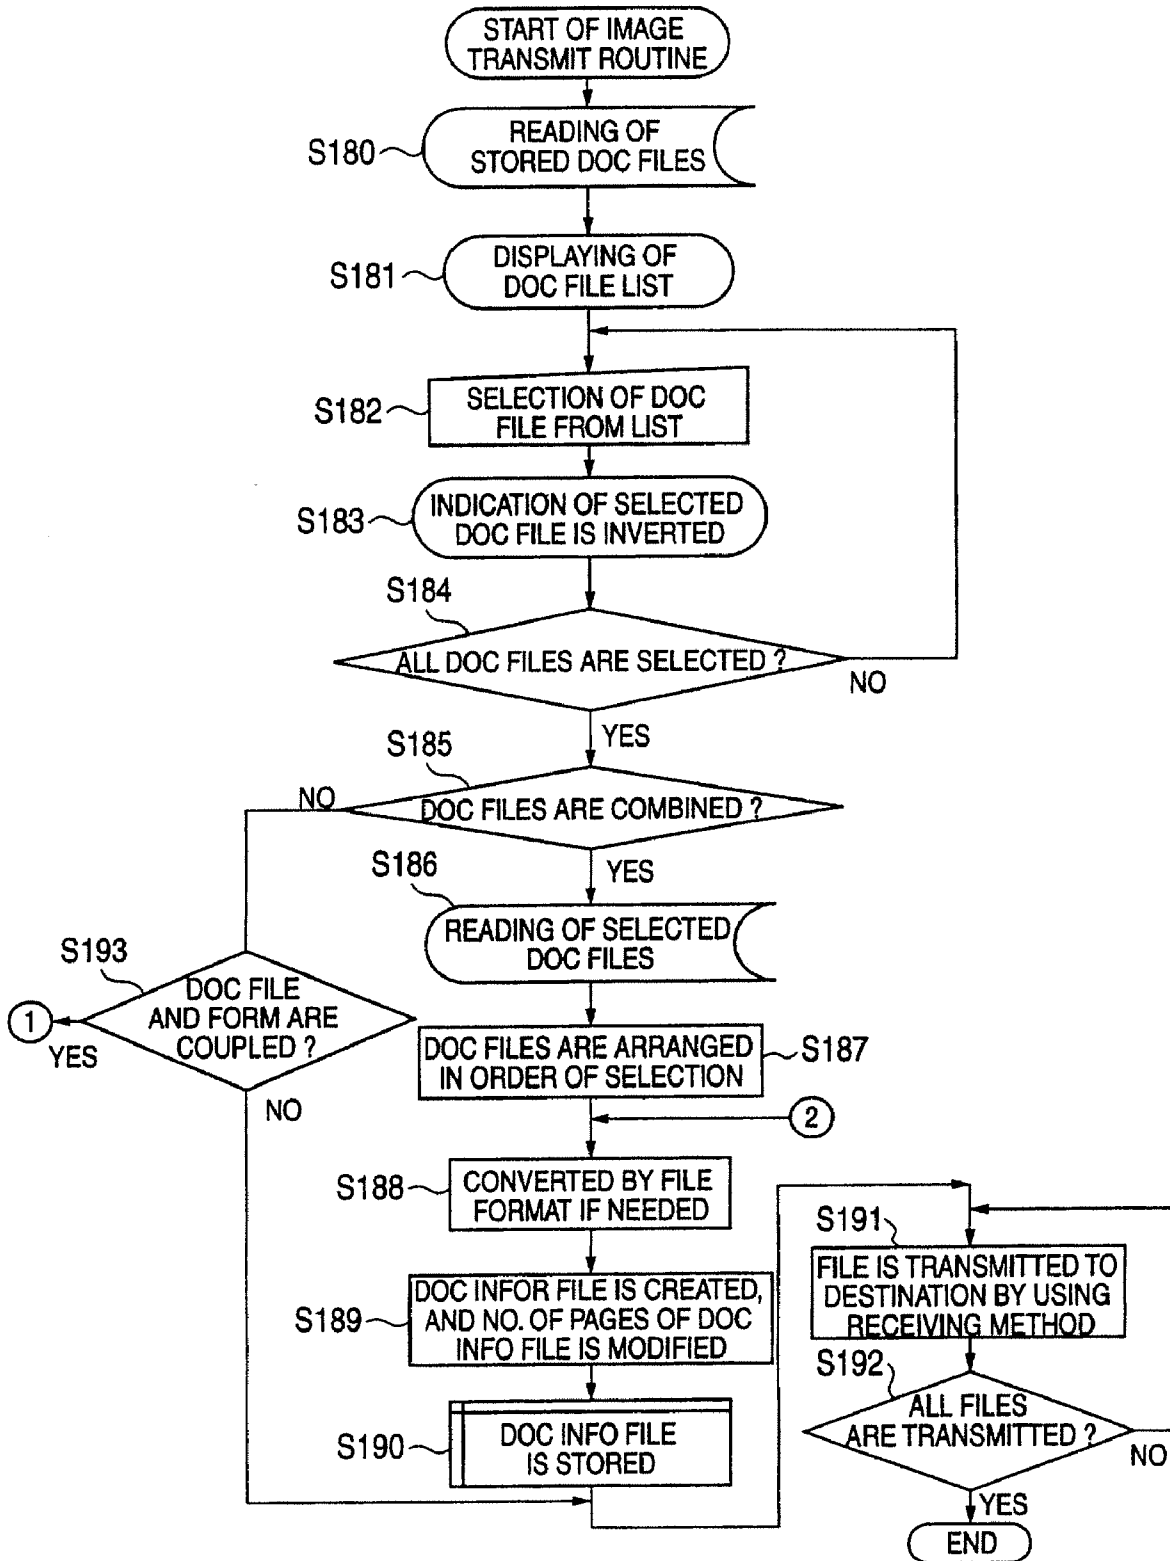 START OF IMAGE
TRANSMIT ROUTINE
S180
READING OF
STORED DOC FILES
S181
DISPLAYING OF
DOC FILE LIST
S182
SELECTION OF DOC
FILE FROM LIST
S183
INDICATION OF SELECTED
DOC FILE IS INVERTED
S184
ALL DOC FILES ARE SELECTED ?
NO
YES
S185
DOC FILES ARE COMBINED ?
NO
YES
S186
READING OF SELECTED
DOC FILES
S193
DOC FILE
AND FORM ARE
COUPLED ?
1
YES
NO
DOC FILES ARE ARRANGED
IN ORDER OF SELECTION
S187
2
S188
CONVERTED BY FILE
FORMAT IF NEEDED
S189
DOC INFOR FILE IS CREATED,
AND NO. OF PAGES OF DOC
INFO FILE IS MODIFIED
S190
DOC INFO FILE
IS STORED
S191
FILE IS TRANSMITTED TO
DESTINATION BY USING
RECEIVING METHOD
S192
ALL FILES
ARE TRANSMITTED ?
NO
YES
END